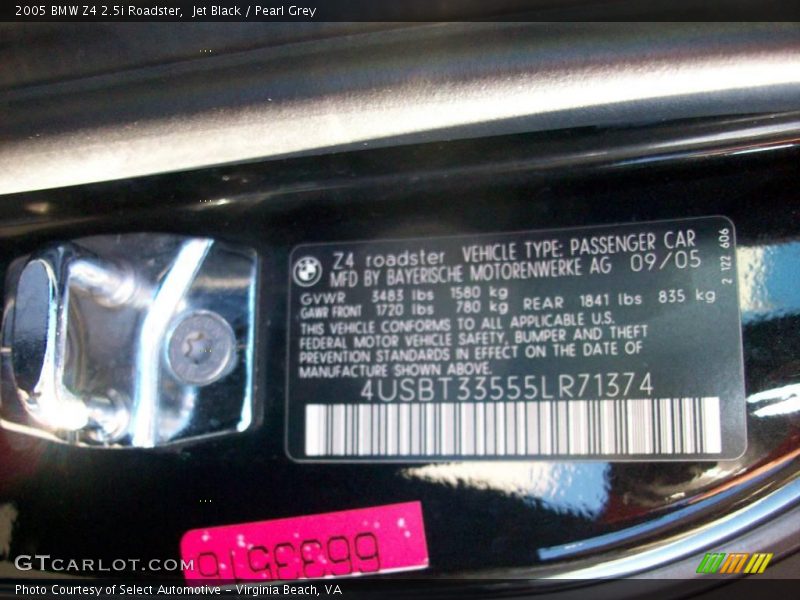 2005 BMW Z4 2.5i Roadster, Jet Black / Pearl Grey
BMW
Z4 roadster VEHICLE TYPE: PASSENGER CAR
MFD BY BAYERISCHE MOTORENWERKE AG 09/05
GVWR 3483 lbs 1580 kg
GAWR FRONT 1720 lbs 780 kg REAR 1841 lbs 835 kg
THIS VEHICLE CONFORMS TO ALL APPLICABLE U.S.
FEDERAL MOTOR VEHICLE SAFETY, BUMPER AND THEFT
PREVENTION STANDARDS IN EFFECT ON THE DATE OF
MANUFACTURE SHOWN ABOVE.
4USBT33555LR71374
2 122 606
GTCARLOT.COM
Photo Courtesy of Select Automotive - Virginia Beach, VA